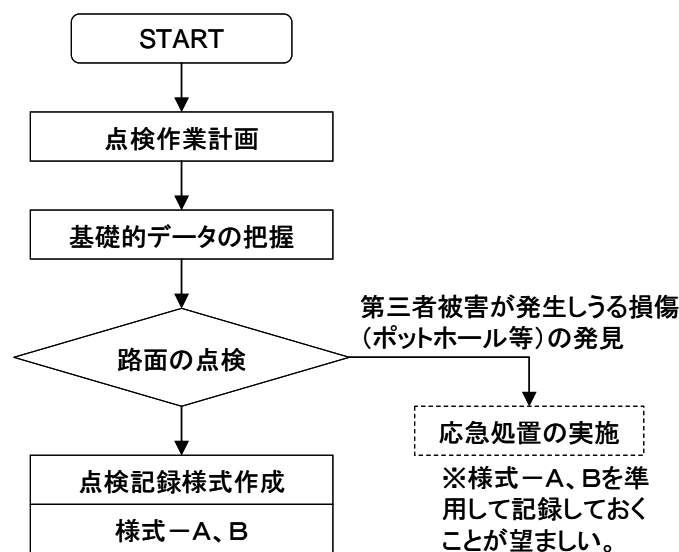 START
点検作業計画
基礎的データの把握
路面の点検
第三者被害が発生しうる損傷
(ポットホール等)の発見
応急処置の実施
※様式－A、Bを準
用して記録しておく
ことが望ましい。
点検記録様式作成
様式－A、B